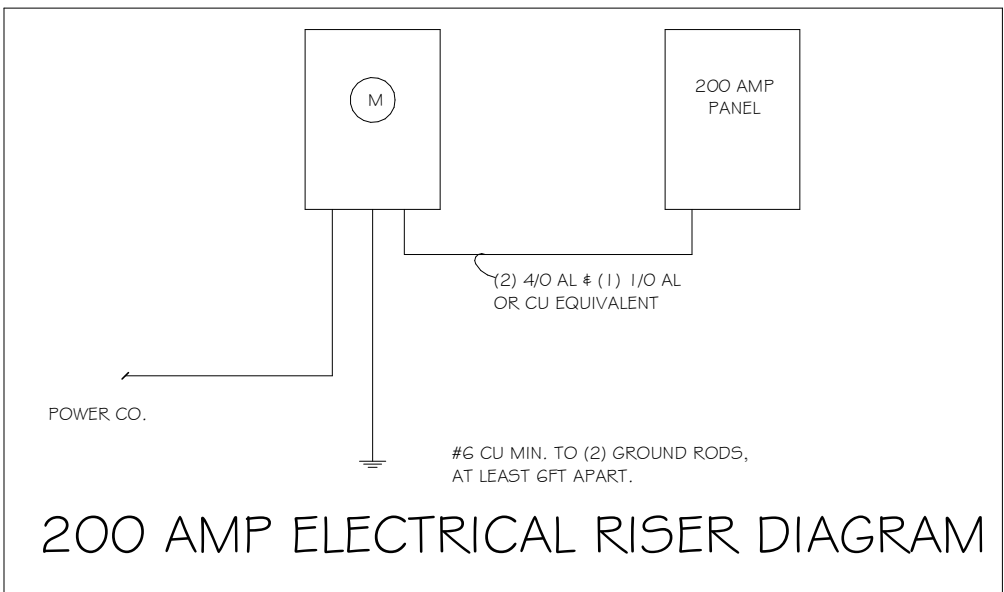 M
200 AMP
PANEL
(2) 4/0 AL & (1) 1/0 AL
OR CU EQUIVALENT
POWER CO.
#6 CU MIN. TO (2) GROUND RODS,
AT LEAST 6FT APART.
200 AMP ELECTRICAL RISER DIAGRAM